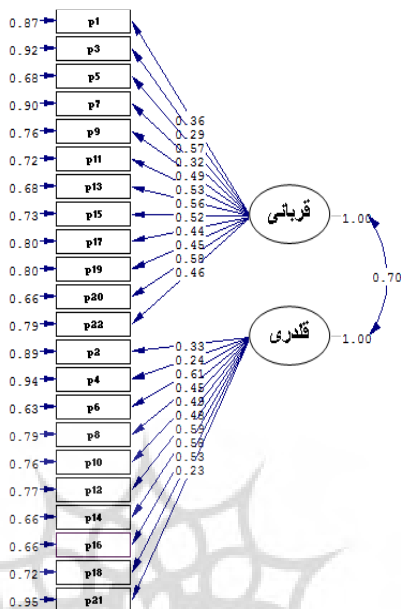 0.87 p1
0.92 p3
0.68 p5
0.90 p7
0.76 p9
0.72 p11
0.68 p13
0.73 p15
0.80 p17
0.80 p19
0.66 p20
0.79 p22
0.89 p2
0.94 p4
0.63 p6
0.79 p8
0.76 p10
0.77 p12
0.66 p14
0.66 p16
0.72 p18
0.95 p21
0.36
0.29
0.57
0.32
0.49
0.53
0.56
0.52
0.44
0.45
0.58
0.46
0.33
0.24
0.61
0.45
0.49
0.48
0.59
0.58
0.53
0.23
قربانی
1.00
0.70
قلدری
1.00